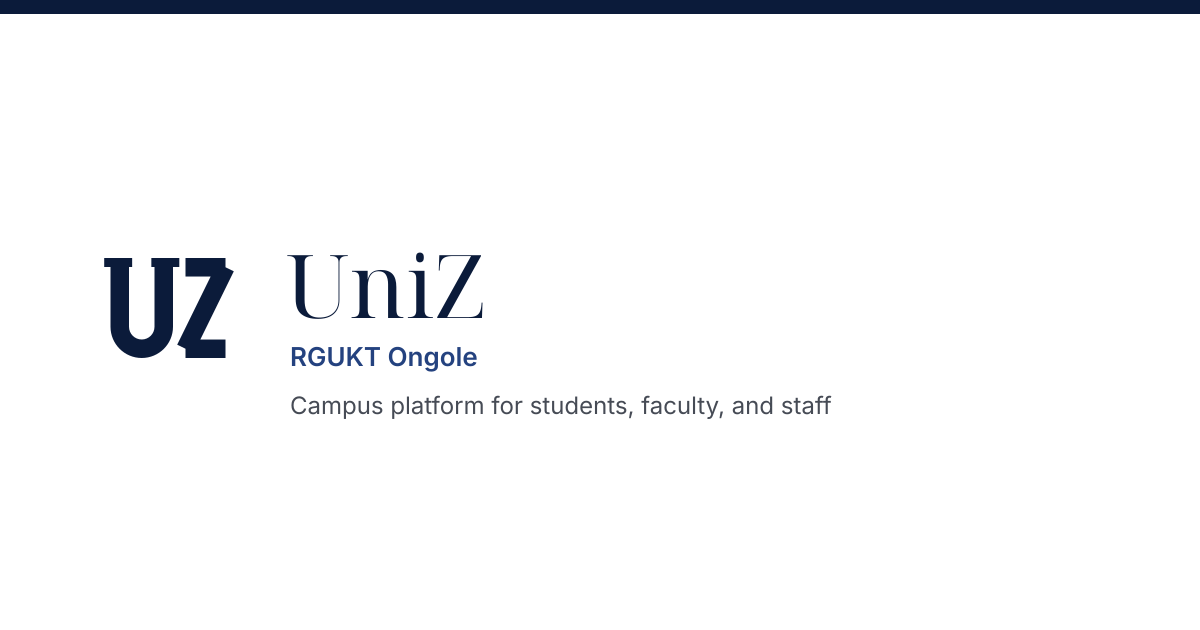 UZ
UniZ
RGUKT Ongole
Campus platform for students, faculty, and staff